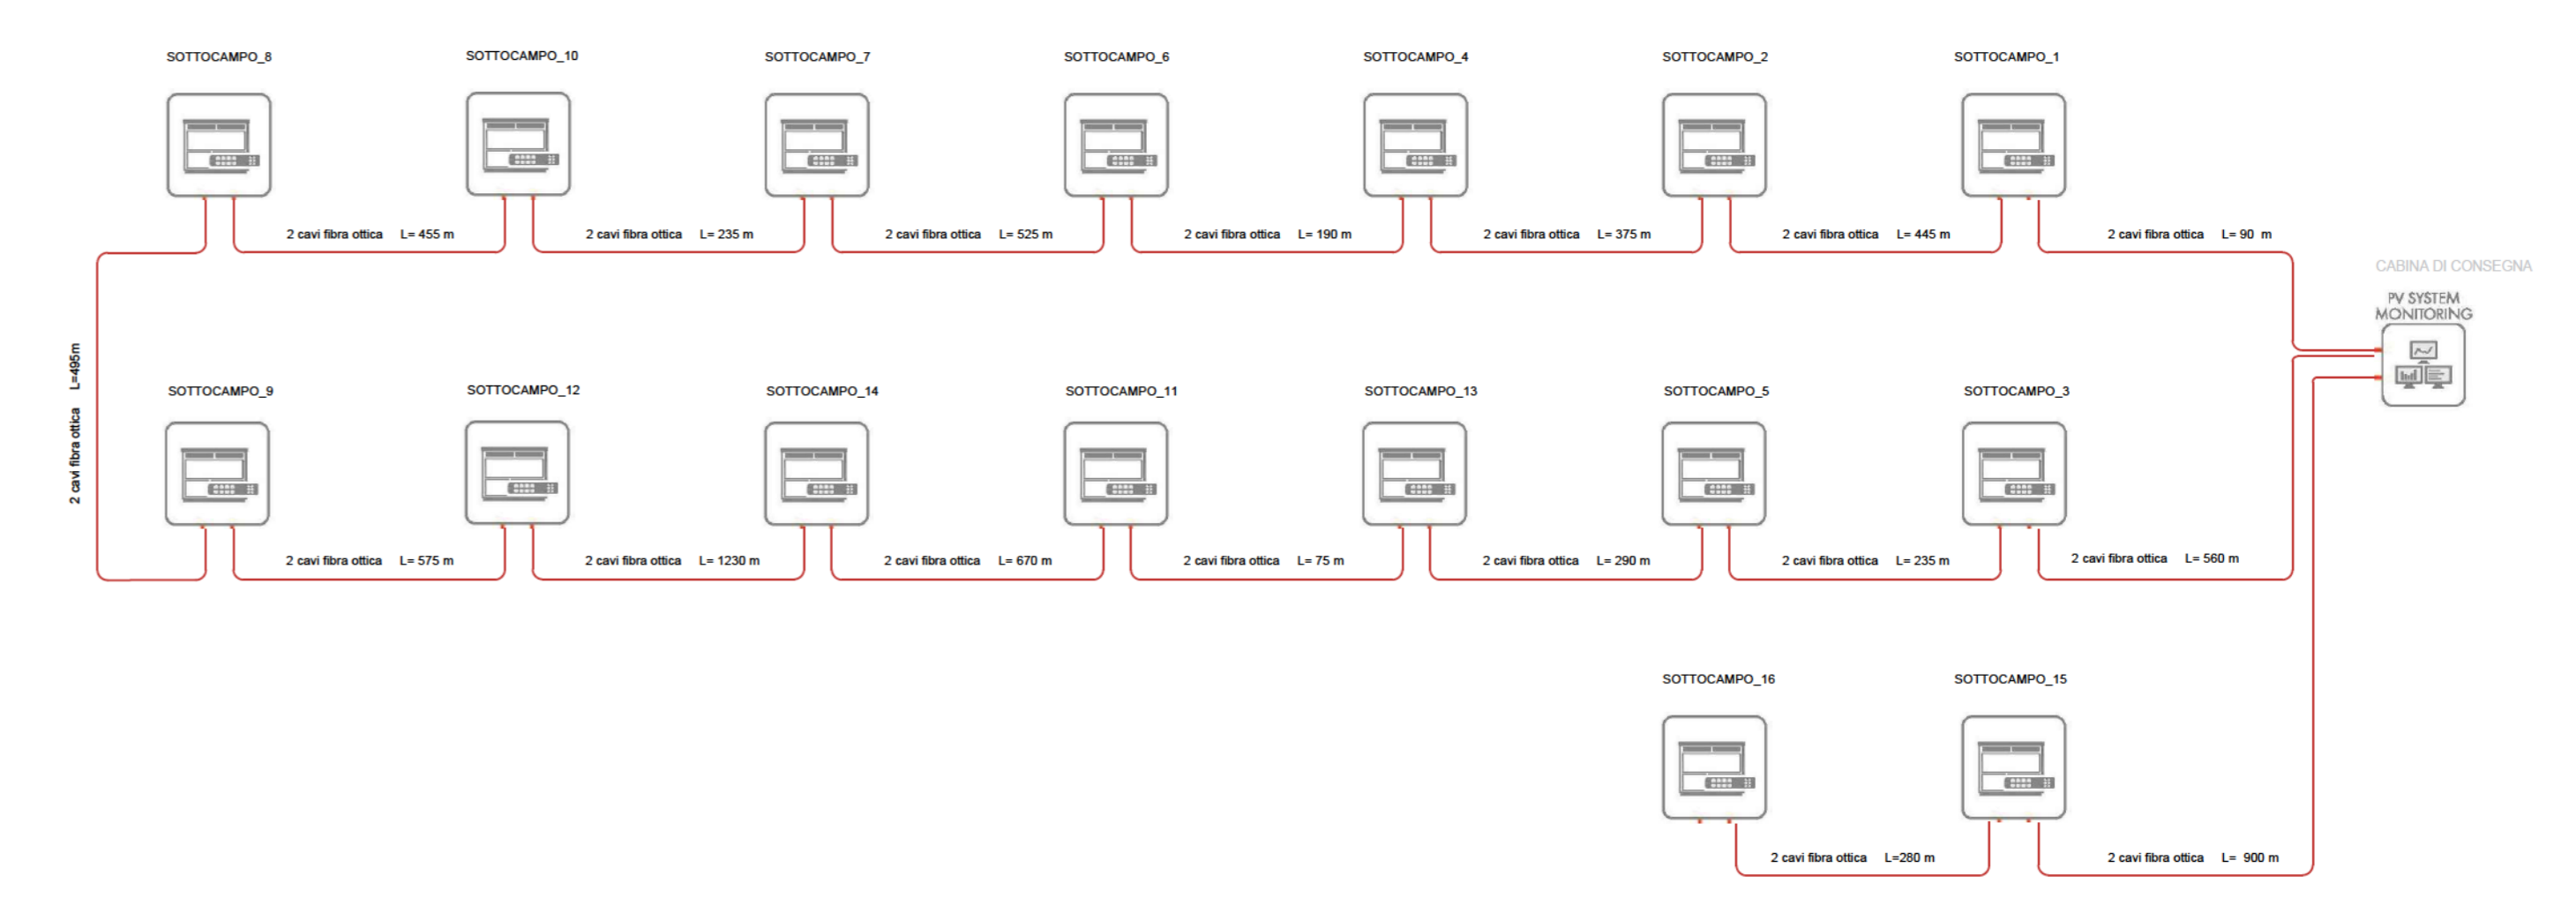 SOTTOCAMPO_8
SOTTOCAMPO_10
SOTTOCAMPO_7
SOTTOCAMPO_6
SOTTOCAMPO_4
SOTTOCAMPO_2
SOTTOCAMPO_1
2 cavi fibra ottica L= 455 m
2 cavi fibra ottica L= 235 m
2 cavi fibra ottica L= 525 m
2 cavi fibra ottica L= 190 m
2 cavi fibra ottica L= 375 m
2 cavi fibra ottica L= 445 m
2 cavi fibra ottica L= 90 m
CABINA DI CONSEGNA
PV SYSTEM
MONITORING
2 cavi fibra ottica L=495m
SOTTOCAMPO_9
SOTTOCAMPO_12
SOTTOCAMPO_14
SOTTOCAMPO_11
SOTTOCAMPO_13
SOTTOCAMPO_5
SOTTOCAMPO_3
2 cavi fibra ottica L= 575 m
2 cavi fibra ottica L= 1230 m
2 cavi fibra ottica L= 670 m
2 cavi fibra ottica L= 75 m
2 cavi fibra ottica L= 290 m
2 cavi fibra ottica L= 235 m
2 cavi fibra ottica L= 560 m
SOTTOCAMPO_16
SOTTOCAMPO_15
2 cavi fibra ottica L=280 m
2 cavi fibra ottica L= 900 m